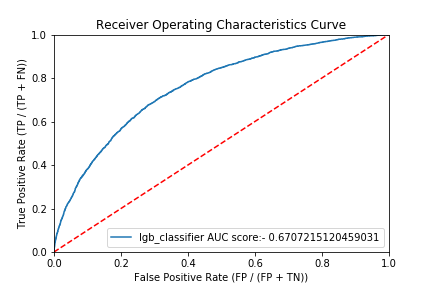 Receiver Operating Characteristics Curve
True Positive Rate (TP / (TP + FN))
1.0
0.8
0.6
0.4
0.2
0.0
lgb_classifier AUC score:- 0.6707215120459031
0.0 0.2 0.4 0.6 0.8 1.0
False Positive Rate (FP / (FP + TN))